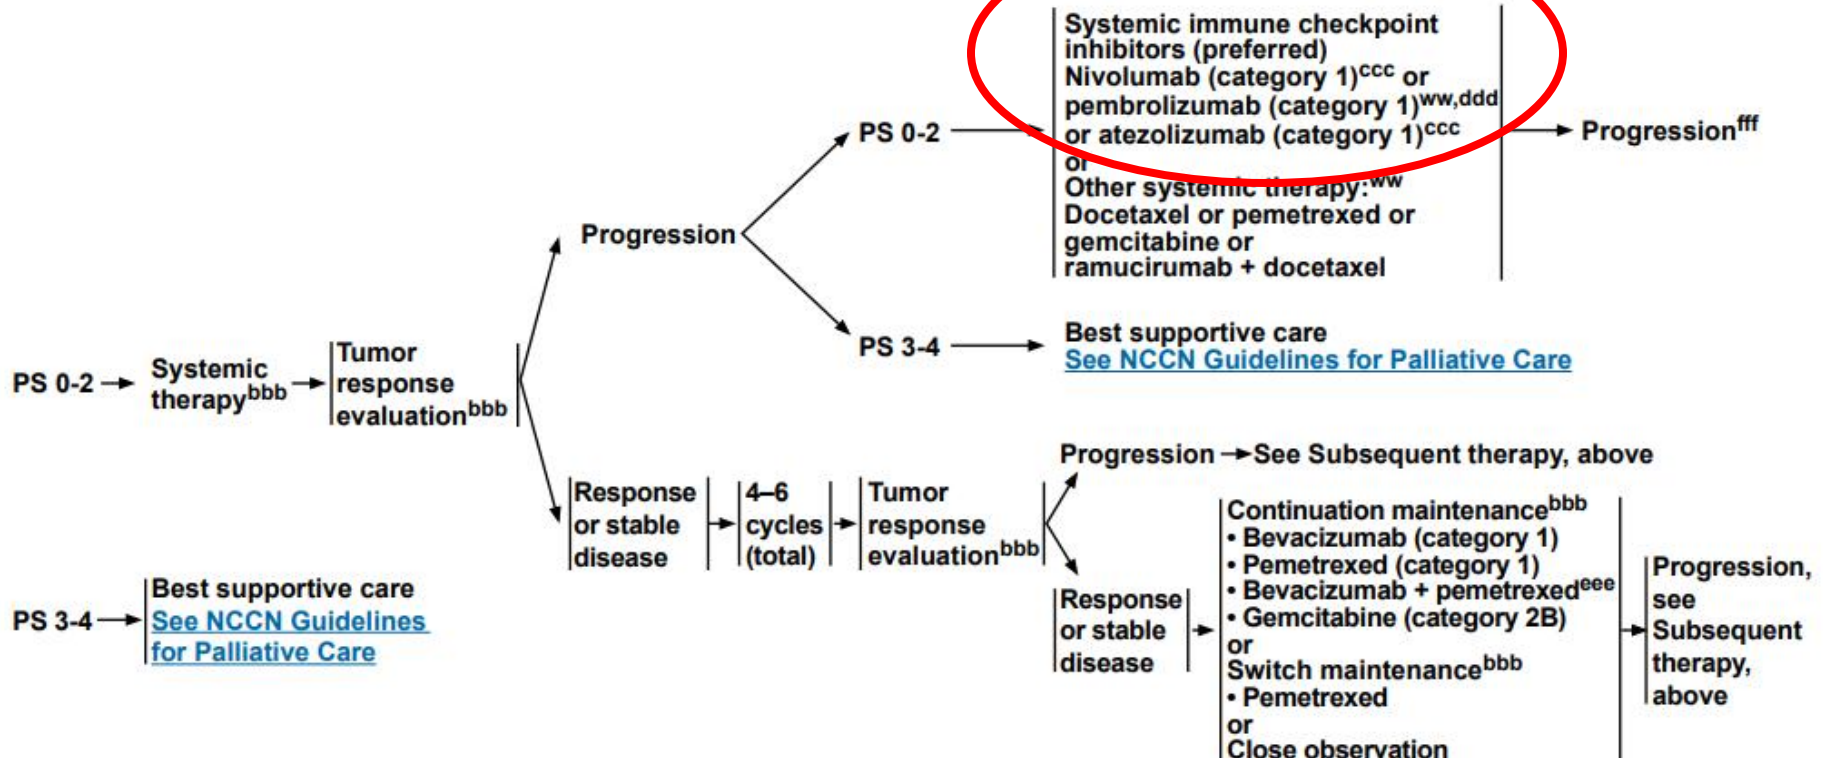 Systemic immune checkpoint
inhibitors (preferred)
Nivolumab (category 1)ccc or
pembrolizumab (category 1)ww,ddd
or atezolizumab (category 1)ccc
or
Other systemic therapy:ww
Docetaxel or pemetrexed or
gemcitabine or
ramucirumab + docetaxel
PS 0-2
Progressionfff
Progression
PS 3-4
Best supportive care
See NCCN Guidelines for Palliative Care
PS 0-2
Systemic
therapybbb
Tumor
response
evaluationbbb
Response
or stable
disease
4–6
cycles
(total)
Tumor
response
evaluationbbb
Progression
See Subsequent therapy, above
Response
or stable
disease
Continuation maintenancebbb
• Bevacizumab (category 1)
• Pemetrexed (category 1)
• Bevacizumab + pemetrexedeee
• Gemcitabine (category 2B)
or
Switch maintenancebbb
• Pemetrexed
or
Close observation
Progression,
see
Subsequent
therapy,
above
PS 3-4
Best supportive care
See NCCN Guidelines
for Palliative Care